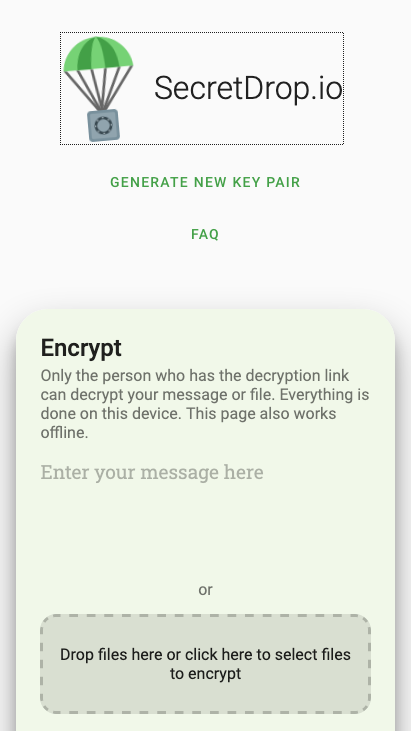 SecretDrop.io
GENERATE NEW KEY PAIR
FAQ
Encrypt
Only the person who has the decryption link
can decrypt your message or file. Everything is
done on this device. This page also works
offline.
Enter your message here
or
Drop files here or click here to select files
to encrypt